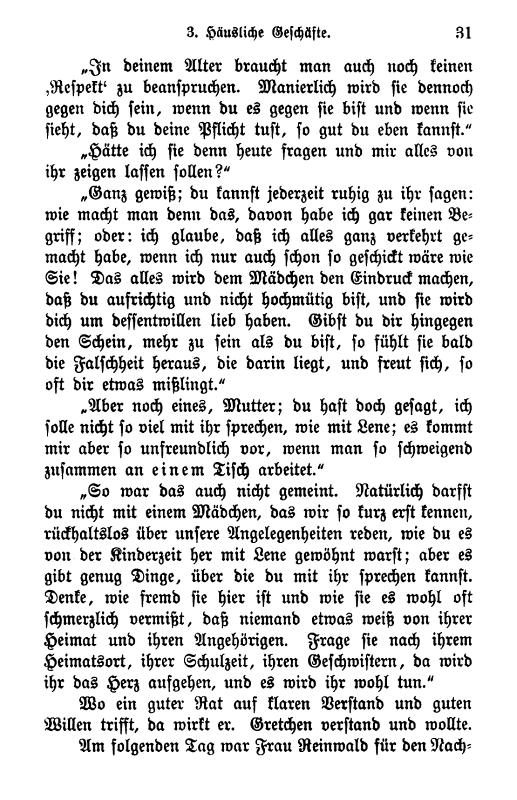 3. Häusliche Geschäfte. 31
„In deinem Alter braucht man auch noch keinen
‚Respekt‘ zu beanspruchen. Manierlich wird sie dennoch
gegen dich sein, wenn du es gegen sie bist und wenn sie
sieht, daß du deine Pflicht tust, so gut du eben kannst.“
„Hätte ich sie denn heute fragen und mir alles von
ihr zeigen lassen sollen?“
„Ganz gewiß; du kannst jederzeit ruhig zu ihr sagen:
wie macht man denn das, davon habe ich gar keinen Be-
griff; oder: ich glaube, daß ich alles ganz verkehrt ge-
macht habe, wenn ich nur auch schon so geschickt wäre wie
Sie! Das alles wird dem Mädchen den Eindruck machen,
daß du aufrichtig und nicht hochmütig bist, und sie wird
dich um dessentwillen lieb haben. Gibst du dir hingegen
den Schein, mehr zu sein als du bist, so fühlt sie bald
die Falschheit heraus, die darin liegt, und freut sich, so
oft dir etwas mißlingt.“
„Aber noch eines, Mutter; du hast doch gesagt, ich
solle nicht so viel mit ihr sprechen, wie mit Lene; es kommt
mir aber so unfreundlich vor, wenn man so schweigend
zusammen an einem Tisch arbeitet.“
„So war das auch nicht gemeint. Natürlich darfst
du nicht mit einem Mädchen, das wir so kurz erst kennen,
rückhaltslos über unsere Angelegenheiten reden, wie du es
von der Kinderzeit her mit Lene gewöhnt warst; aber es
gibt genug Dinge, über die du mit ihr sprechen kannst.
Denke, wie fremd sie hier ist und wie sie es wohl oft
schmerzlich vermißt, daß niemand etwas weiß von ihrer
Heimat und ihren Angehörigen. Frage sie nach ihrem
Heimatsort, ihrer Schulzeit, ihren Geschwistern, da wird
ihr das Herz aufgehen, und es wird ihr wohl tun.“
Wo ein guter Rat auf klaren Verstand und guten
Willen trifft, da wirkt er. Gretchen verstand und wollte.
Am folgenden Tag war Frau Reinwald für den Nach-